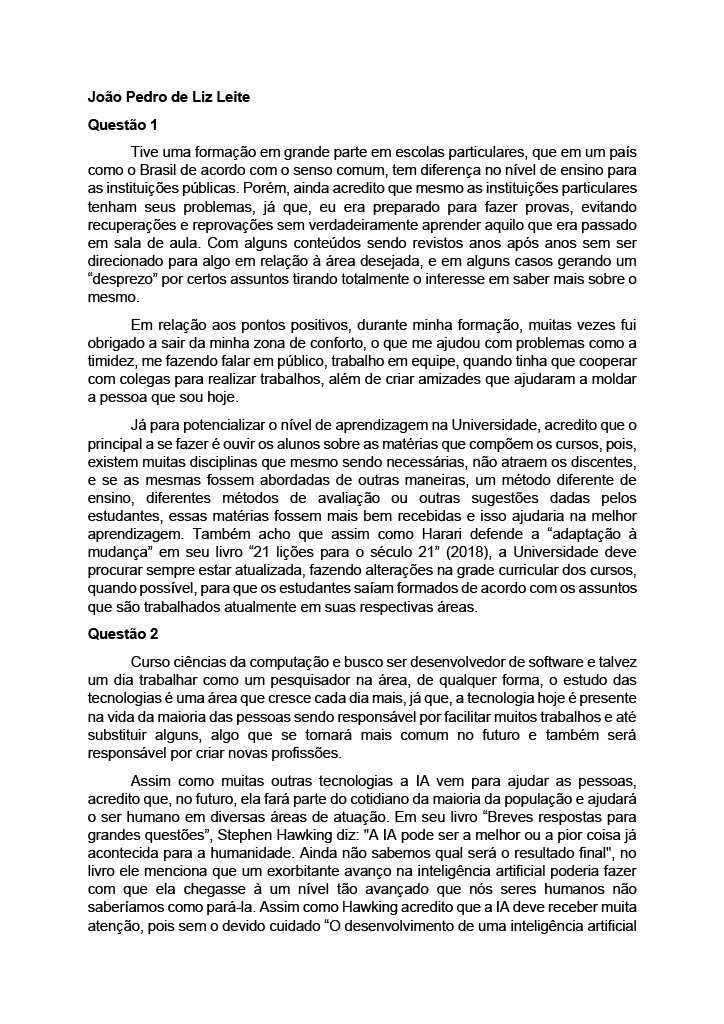 João Pedro de Liz Leite
Questão 1
Tive uma formação em grande parte em escolas particulares, que em um país
como o Brasil de acordo com o senso comum, tem diferença no nível de ensino para
as instituições públicas. Porém, ainda acredito que mesmo as instituições particulares
tenham seus problemas, já que, eu era preparado para fazer provas, evitando
recuperações e reprovações sem verdadeiramente aprender aquilo que era passado
em sala de aula. Com alguns conteúdos sendo revistos anos após anos sem ser
direcionado para algo em relação à área desejada, e em alguns casos gerando um
“desprezo” por certos assuntos tirando totalmente o interesse em saber mais sobre o
mesmo.
Em relação aos pontos positivos, durante minha formação, muitas vezes fui
obrigado a sair da minha zona de conforto, o que me ajudou com problemas como a
timidez, me fazendo falar em público, trabalho em equipe, quando tinha que cooperar
com colegas para realizar trabalhos, além de criar amizades que ajudaram a moldar
a pessoa que sou hoje.
Já para potencializar o nível de aprendizagem na Universidade, acredito que o
principal a se fazer é ouvir os alunos sobre as matérias que compõem os cursos, pois,
existem muitas disciplinas que mesmo sendo necessárias, não atraem os discentes,
e se as mesmas fossem abordadas de outras maneiras, um método diferente de
ensino, diferentes métodos de avaliação ou outras sugestões dadas pelos
estudantes, essas matérias fossem mais bem recebidas e isso ajudaria na melhor
aprendizagem. Também acho que assim como Harari defende a “adaptação à
mudança” em seu livro “21 lições para o século 21” (2018), a Universidade deve
procurar sempre estar atualizada, fazendo alterações na grade curricular dos cursos,
quando possível, para que os estudantes saíam formados de acordo com os assuntos
que são trabalhados atualmente em suas respectivas áreas.
Questão 2
Curso ciências da computação e busco ser desenvolvedor de software e talvez
um dia trabalhar como um pesquisador na área, de qualquer forma, o estudo das
tecnologias é uma área que cresce cada dia mais, já que, a tecnologia hoje é presente
na vida da maioria das pessoas sendo responsável por facilitar muitos trabalhos e até
substituir alguns, algo que se tornará mais comum no futuro e também será
responsável por criar novas profissões.
Assim como muitas outras tecnologias a IA vem para ajudar as pessoas,
acredito que, no futuro, ela fará parte do cotidiano da maioria da população e ajudará
o ser humano em diversas áreas de atuação. Em seu livro “Breves respostas para
grandes questões”, Stephen Hawking diz: "A IA pode ser a melhor ou a pior coisa já
acontecida para a humanidade. Ainda não sabemos qual será o resultado final", no
livro ele menciona que um exorbitante avanço na inteligência artificial poderia fazer
com que ela chegasse à um nível tão avançado que nós seres humanos não
saberíamos como pará-la. Assim como Hawking acredito que a IA deve receber muita
atenção, pois sem o devido cuidado “O desenvolvimento de uma inteligência artificial